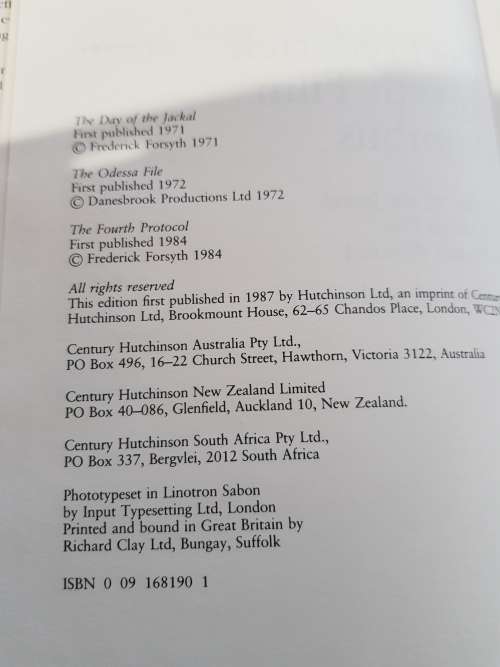 The Day of the Jackal
First published 1971
© Frederick Forsyth 1971
The Odessa File
First published 1972
© Danesbrook Productions Ltd 1972
The Fourth Protocol
First published 1984
© Frederick Forsyth 1984
All rights reserved
This edition first published in 1987 by Hutchinson Ltd, an imprint of Century
Hutchinson Ltd, Brookmount House, 62–65 Chandos Place, London, WC2N
Century Hutchinson Australia Pty Ltd.,
PO Box 496, 16–22 Church Street, Hawthorn, Victoria 3122, Australia
Century Hutchinson New Zealand Limited
PO Box 40–086, Glenfield, Auckland 10, New Zealand.
Century Hutchinson South Africa Pty Ltd.,
PO Box 337, Bergvlei, 2012 South Africa
Phototypeset in Linotron Sabon
by Input Typesetting Ltd, London
Printed and bound in Great Britain by
Richard Clay Ltd, Bungay, Suffolk
ISBN 0 09 168190 1